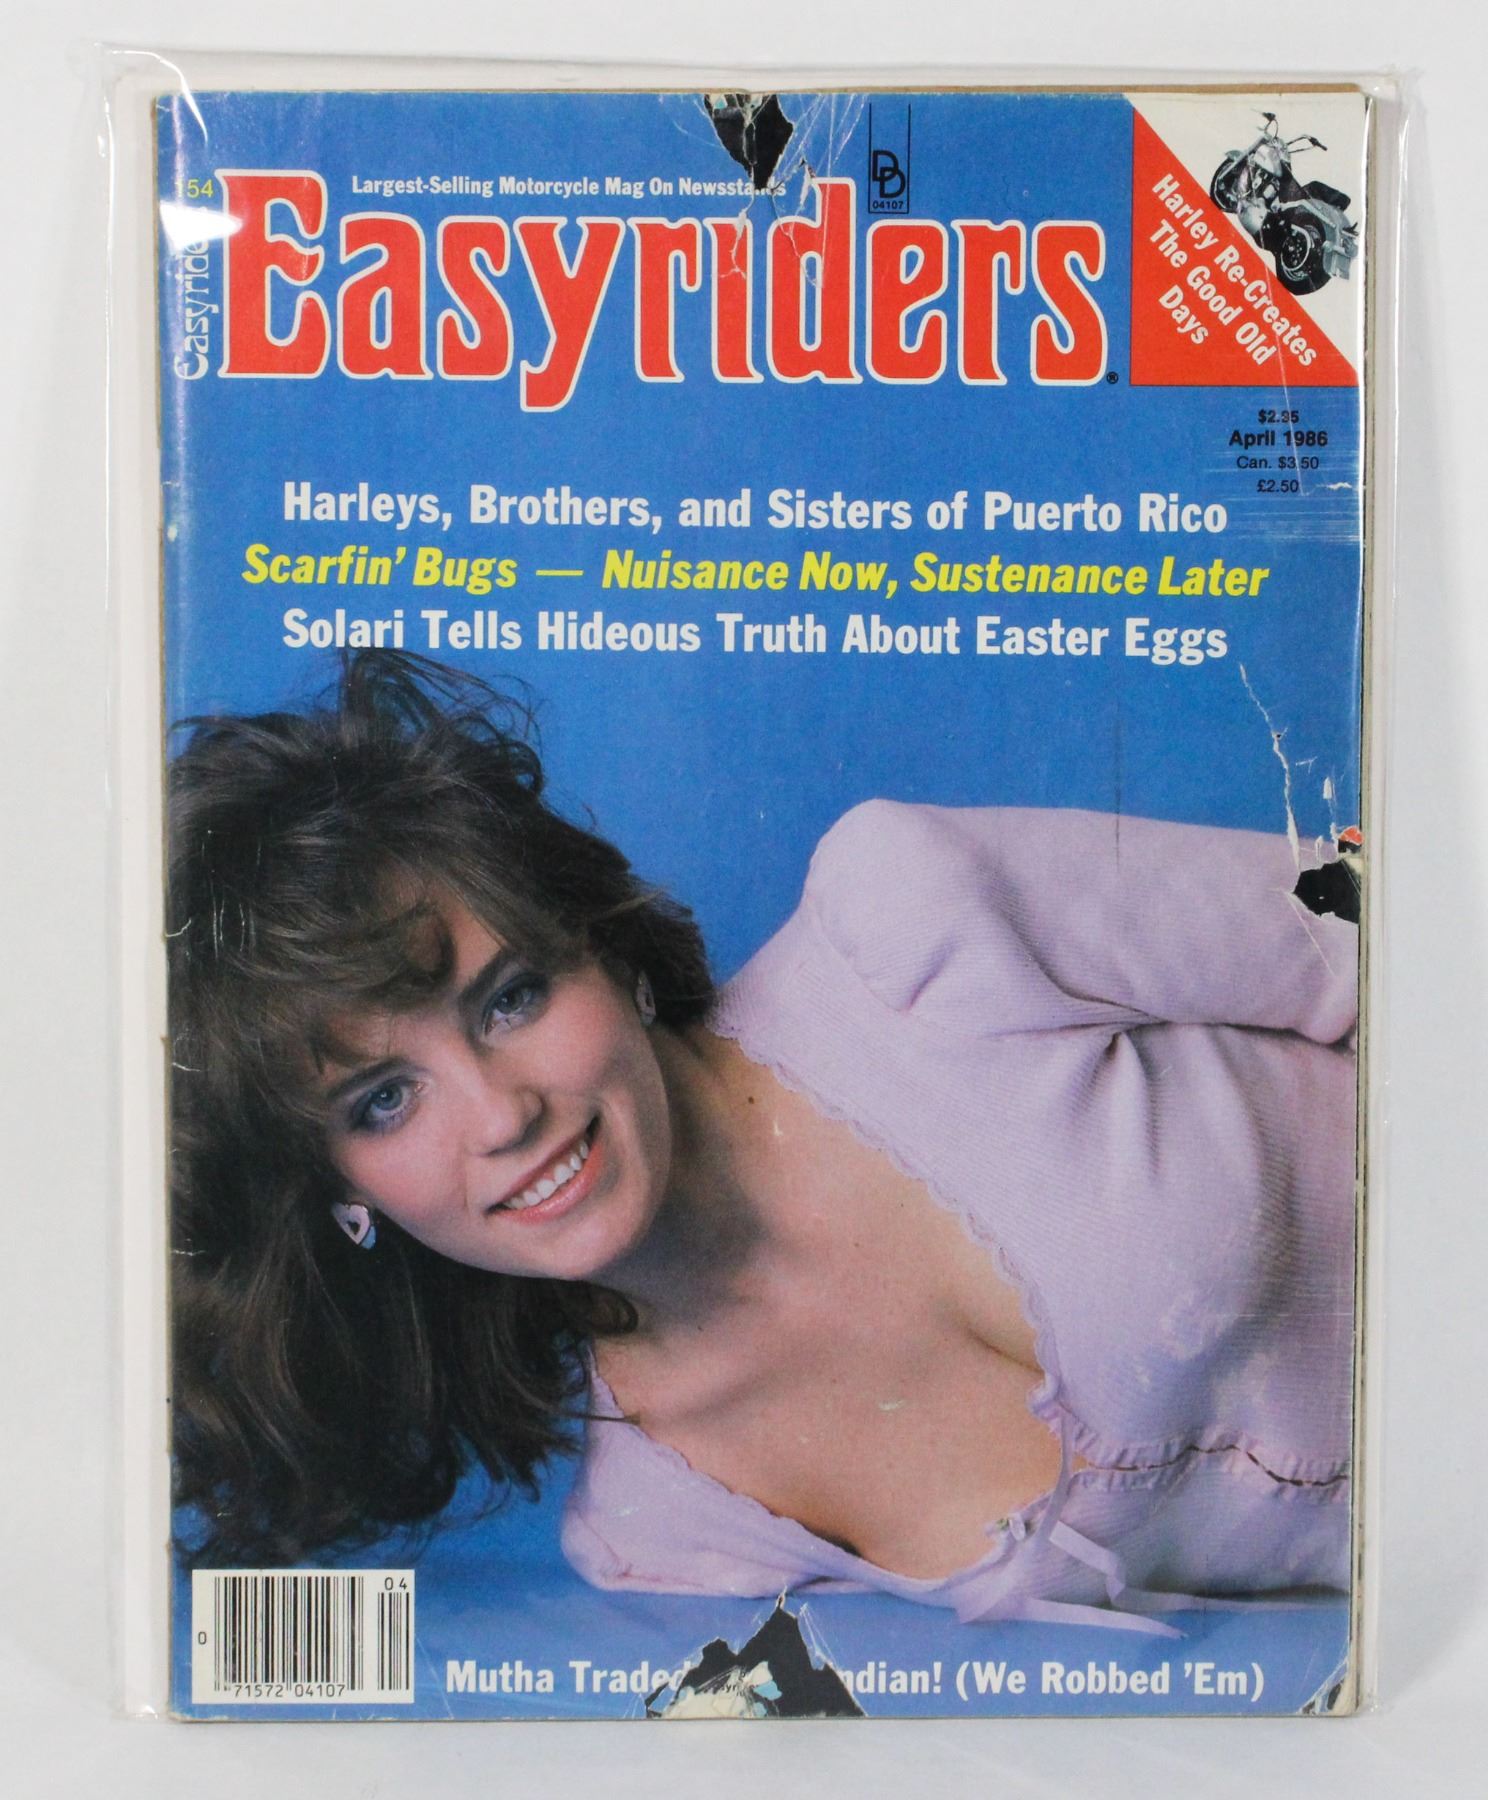 154
Largest-Selling Motorcycle Mag On Newsstands
DD
04107
Easyriders®
Harley Re-Creates
The Good Old
Days
$2.95
April 1986
Can. $3.50
£2.50
Harleys, Brothers, and Sisters of Puerto Rico
Scarfin' Bugs — Nuisance Now, Sustenance Later
Solari Tells Hideous Truth About Easter Eggs
04
0
71572 04107
Mutha Traded ndian! (We Robbed 'Em)